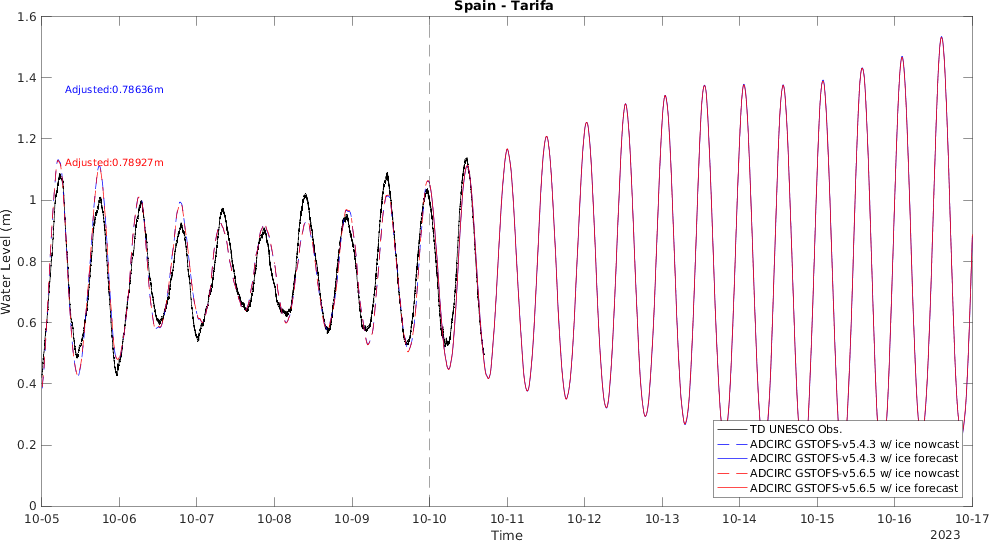 Spain - Tarifa
1.6
1.4
1.2
1
0.8
0.6
0.4
0.2
0
Water Level (m)
Adjusted:0.78636m
Adjusted:0.78927m
TD UNESCO Obs.
ADCIRC GSTOFS-v5.4.3 w/ ice nowcast
ADCIRC GSTOFS-v5.4.3 w/ ice forecast
ADCIRC GSTOFS-v5.6.5 w/ ice nowcast
ADCIRC GSTOFS-v5.6.5 w/ ice forecast
10-05 10-06 10-07 10-08 10-09 10-10 10-11 10-12 10-13 10-14 10-15 10-16 10-17
Time
2023